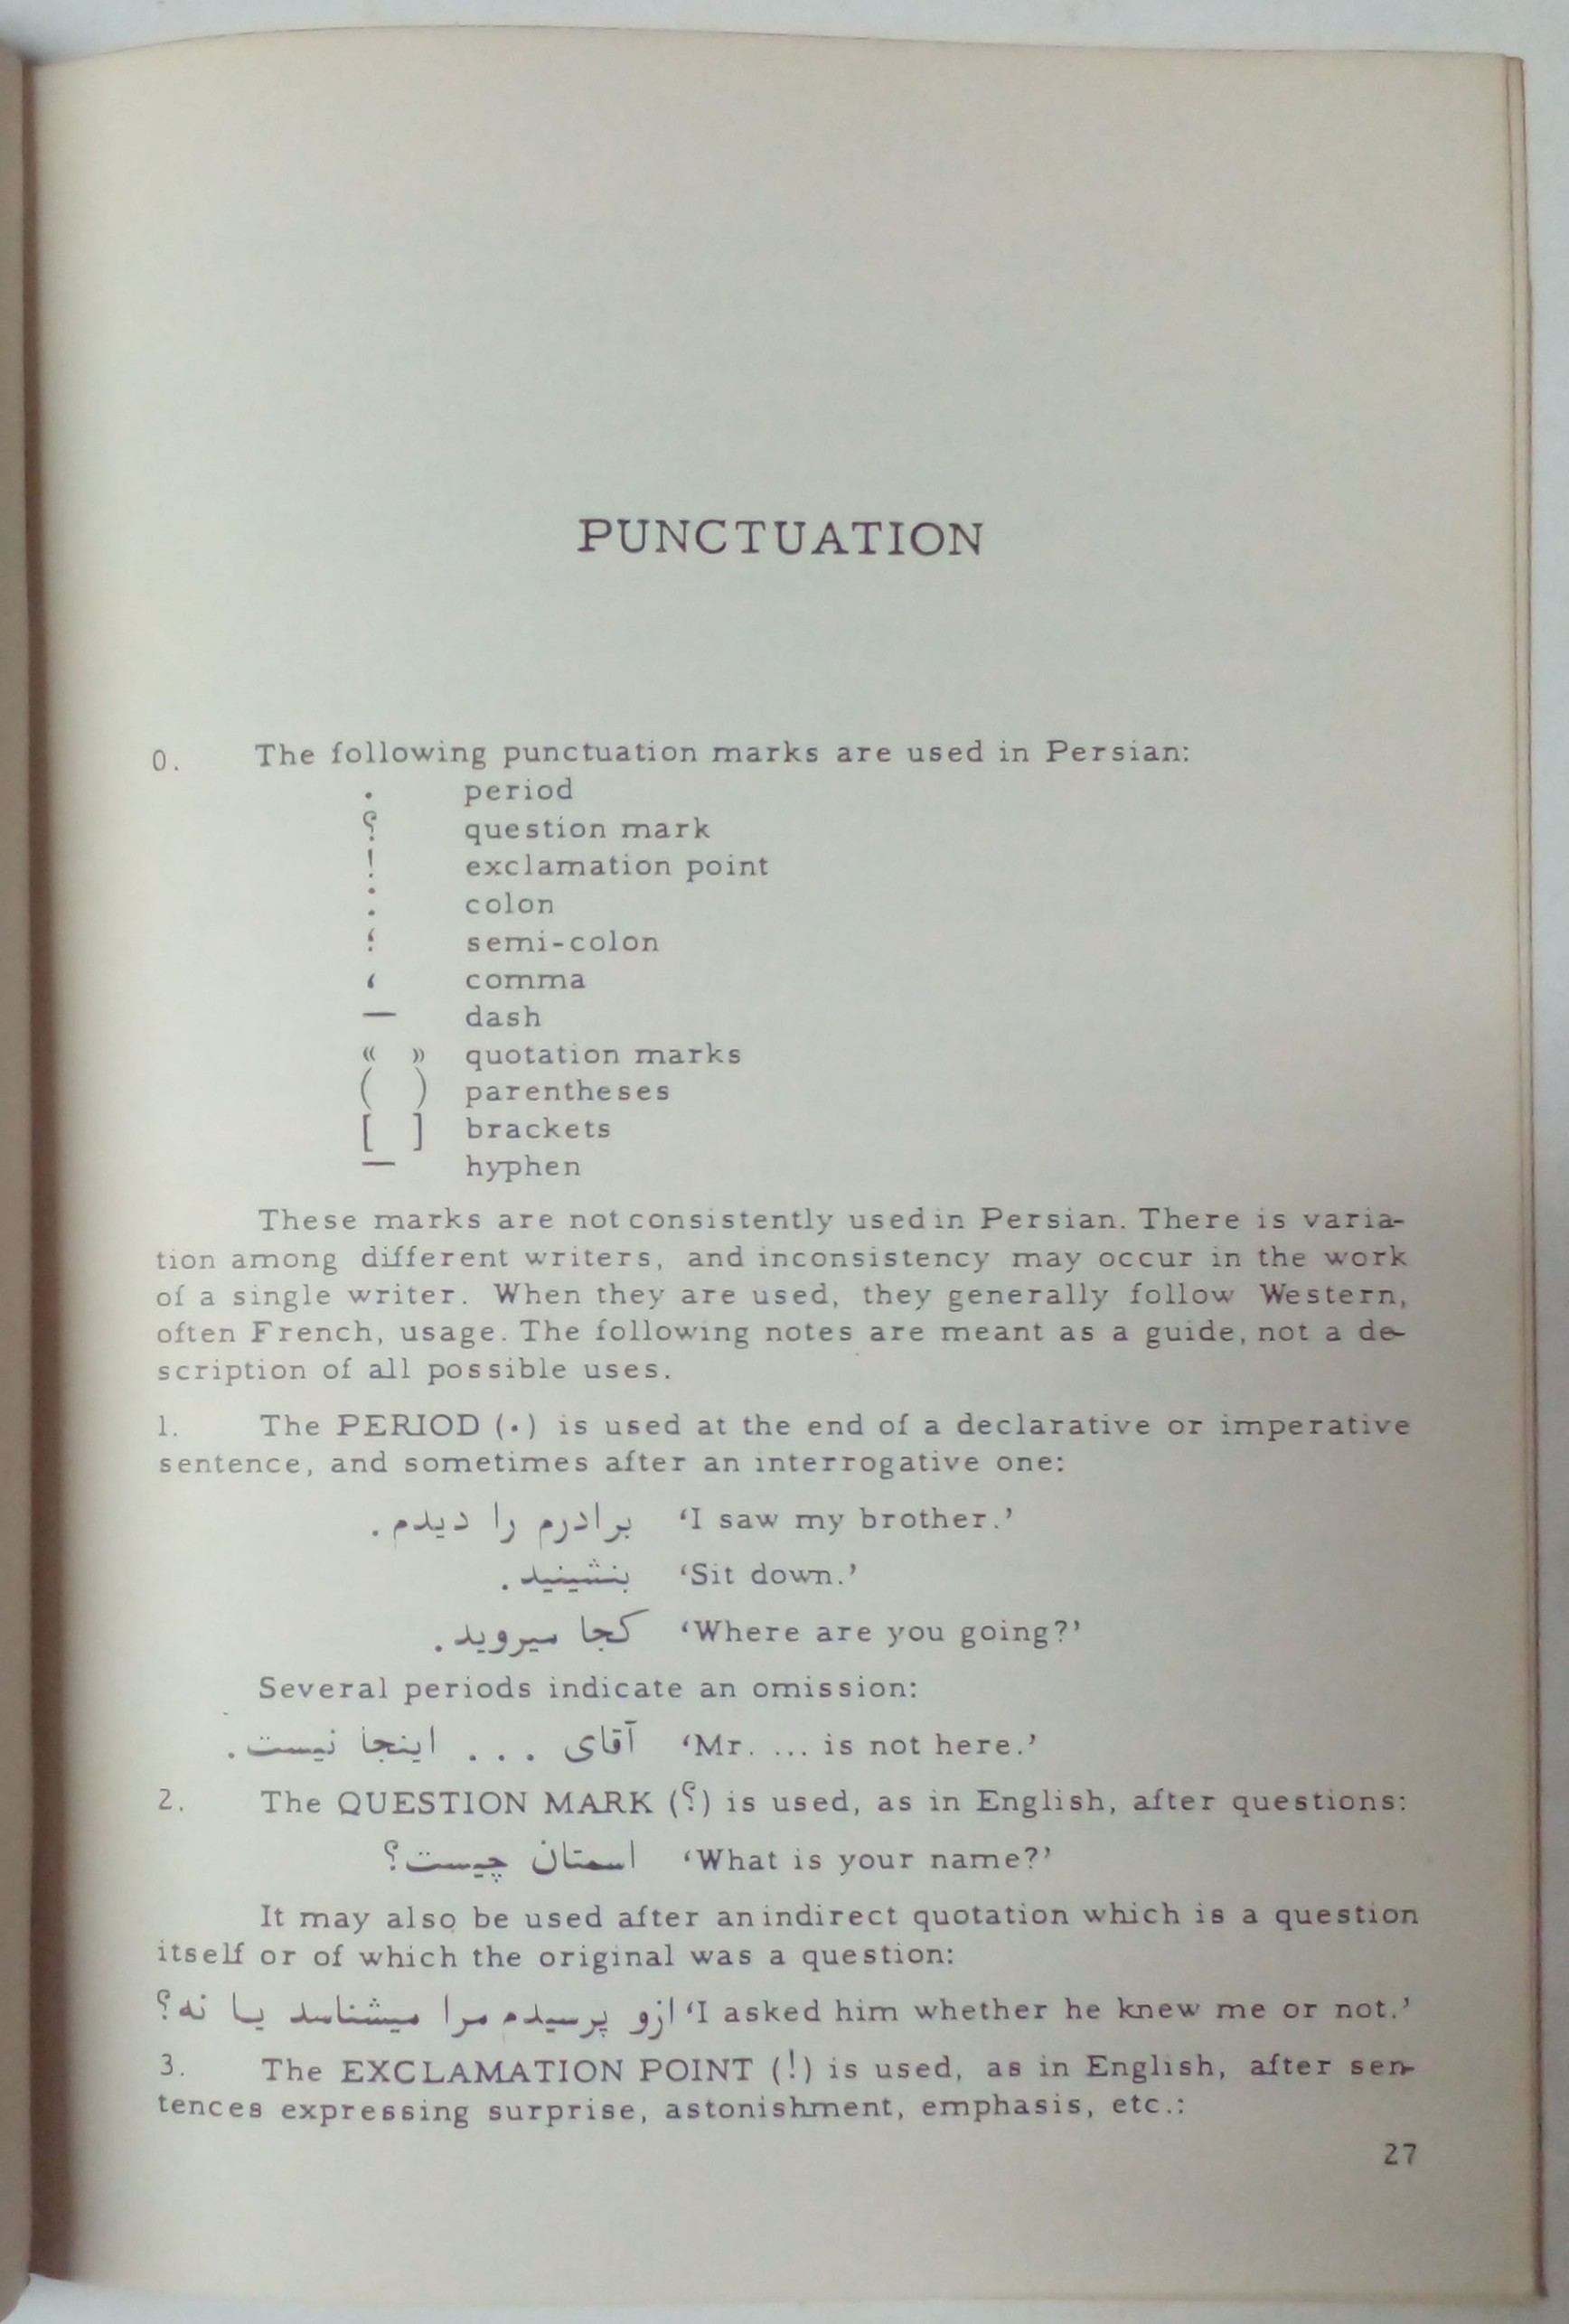 PUNCTUATION
0. The following punctuation marks are used in Persian:
. period
؟ question mark
! exclamation point
: colon
؛ semi-colon
، comma
— dash
« » quotation marks
( ) parentheses
[ ] brackets
— hyphen
These marks are not consistently used in Persian. There is varia-
tion among different writers, and inconsistency may occur in the work
of a single writer. When they are used, they generally follow Western,
often French, usage. The following notes are meant as a guide, not a de-
scription of all possible uses.
1. The PERIOD (.) is used at the end of a declarative or imperative
sentence, and sometimes after an interrogative one:
برادرم را دیدم . ‘I saw my brother.’
بنشینید . ‘Sit down.’
کجا میروید . ‘Where are you going?’
Several periods indicate an omission:
آقای . . . اینجا نیست . ‘Mr. ... is not here.’
2. The QUESTION MARK (؟) is used, as in English, after questions:
اسمتان چیست؟ ‘What is your name?’
It may also be used after an indirect quotation which is a question
itself or of which the original was a question:
ازو پرسیدم مرا میشناسد یا نه؟ ‘I asked him whether he knew me or not.’
3. The EXCLAMATION POINT (!) is used, as in English, after sen-
tences expressing surprise, astonishment, emphasis, etc.:
27